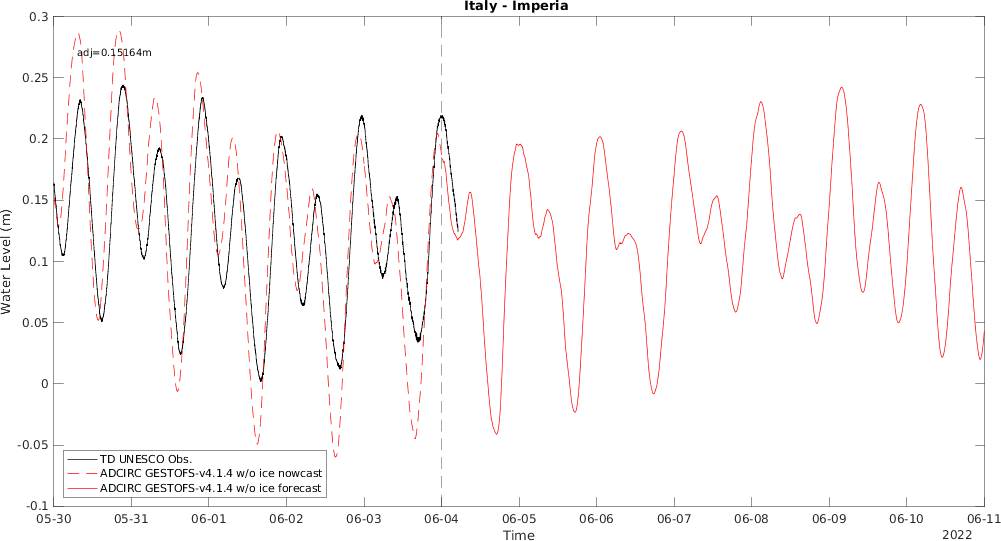 Italy - Imperia
0.3
0.25
0.2
0.15
0.1
0.05
0
-0.05
-0.1
Water Level (m)
adj=0.15164m
TD UNESCO Obs.
ADCIRC GESTOFS-v4.1.4 w/o ice nowcast
ADCIRC GESTOFS-v4.1.4 w/o ice forecast
05-30 05-31 06-01 06-02 06-03 06-04 06-05 06-06 06-07 06-08 06-09 06-10 06-11
Time
2022